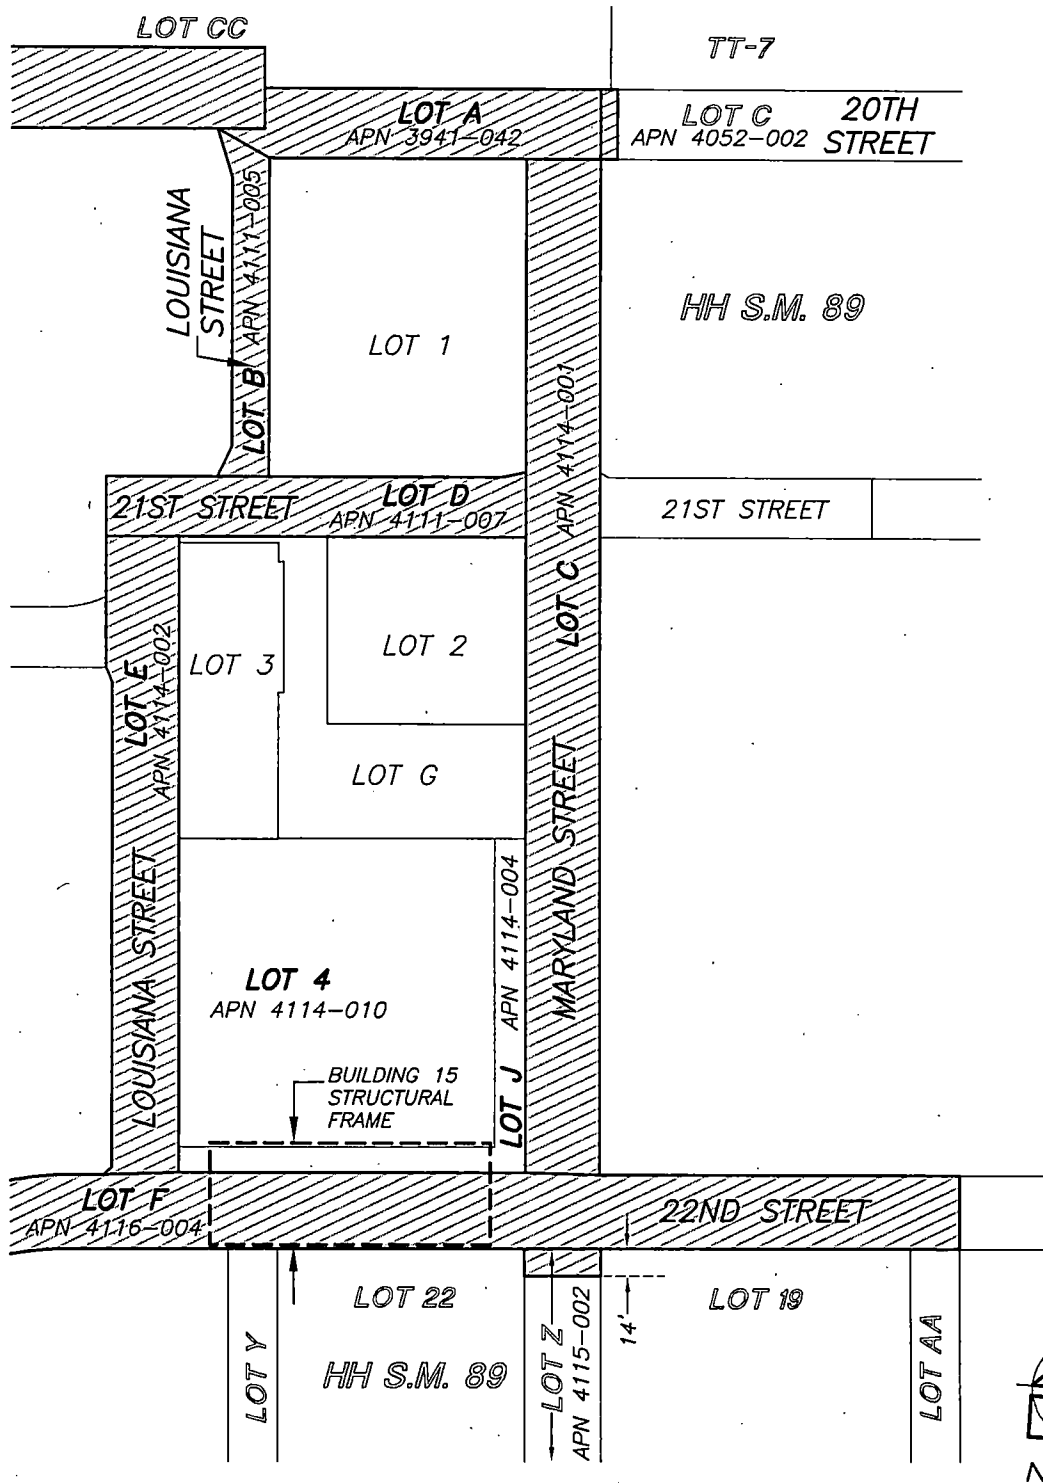 LOT CC
TT-7
LOT A
APN 3941-042
LOT C
APN 4052-002
20TH
STREET
LOUISIANA
STREET
LOT B
APN 4111-005
HH S.M. 89
LOT 1
LOT C
APN 4114-001
21ST STREET
LOT D
APN 4111-007
21ST STREET
LOT 3
LOT 2
LOT E
APN 4114-002
LOT G
MARYLAND STREET
LOUISIANA STREET
LOT 4
APN 4114-010
LOT J
APN 4114-004
BUILDING 15
STRUCTURAL
FRAME
LOT F
APN 4116-004
22ND STREET
LOT 22
LOT 19
14'
LOT Y
HH S.M. 89
LOT Z
APN 4115-002
LOT AA